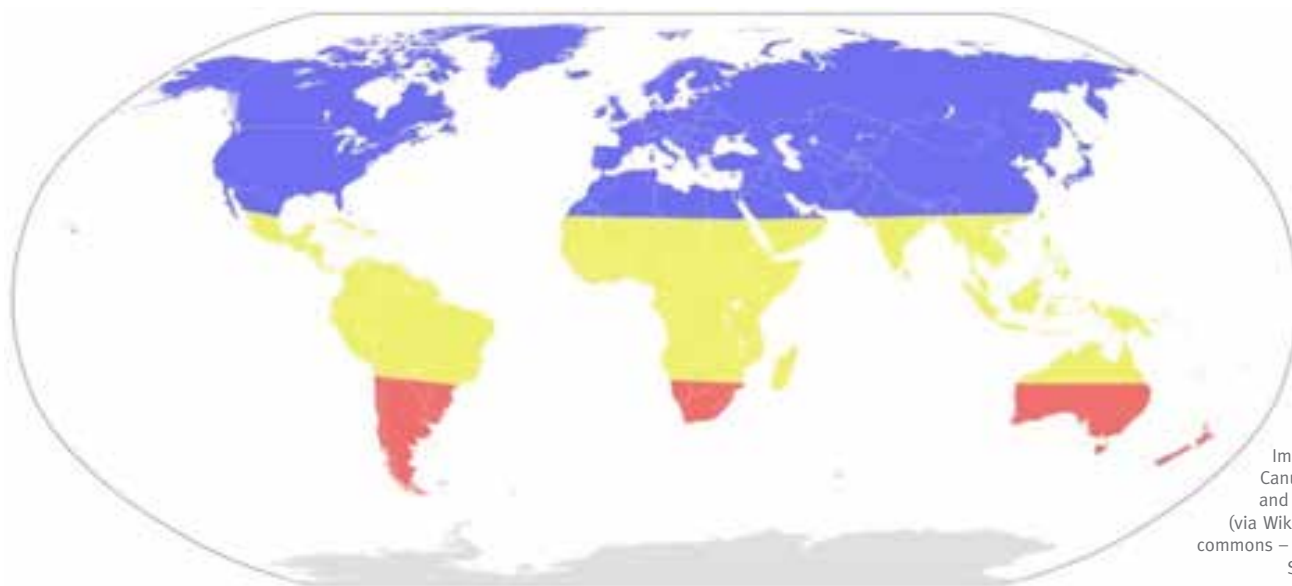 Im
Canu
and
(via Wik
commons –
S